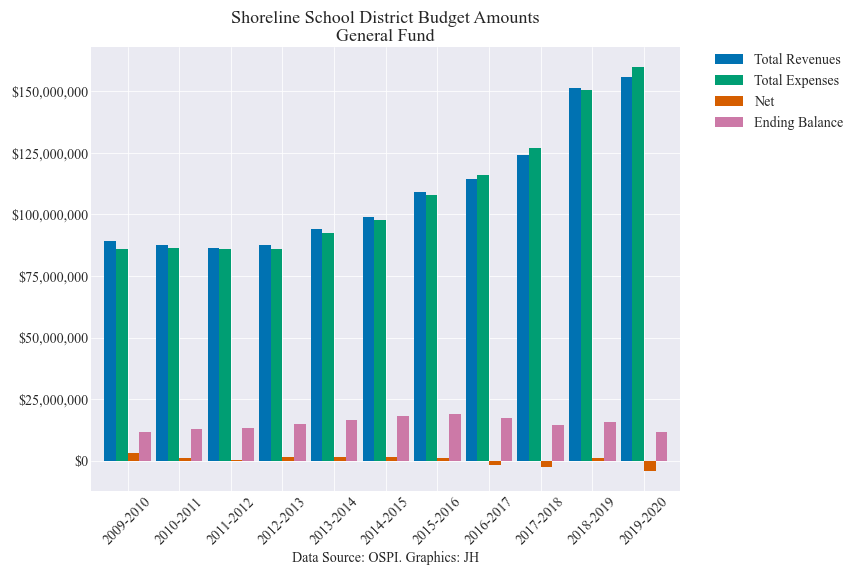 Shoreline School District Budget Amounts
General Fund
Total Revenues
Total Expenses
Net
Ending Balance
$150,000,000
$125,000,000
$100,000,000
$75,000,000
$50,000,000
$25,000,000
$0
2009-2010
2010-2011
2011-2012
2012-2013
2013-2014
2014-2015
2015-2016
2016-2017
2017-2018
2018-2019
2019-2020
Data Source: OSPI. Graphics: JH